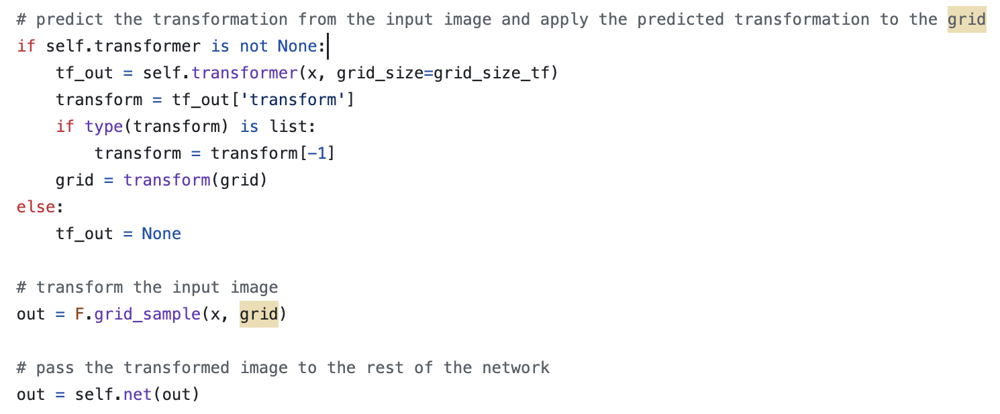 # predict the transformation from the input image and apply the predicted transformation to the grid
if self.transformer is not None:
    tf_out = self.transformer(x, grid_size=grid_size_tf)
    transform = tf_out['transform']
    if type(transform) is list:
        transform = transform[-1]
    grid = transform(grid)
else:
    tf_out = None

# transform the input image
out = F.grid_sample(x, grid)

# pass the transformed image to the rest of the network
out = self.net(out)